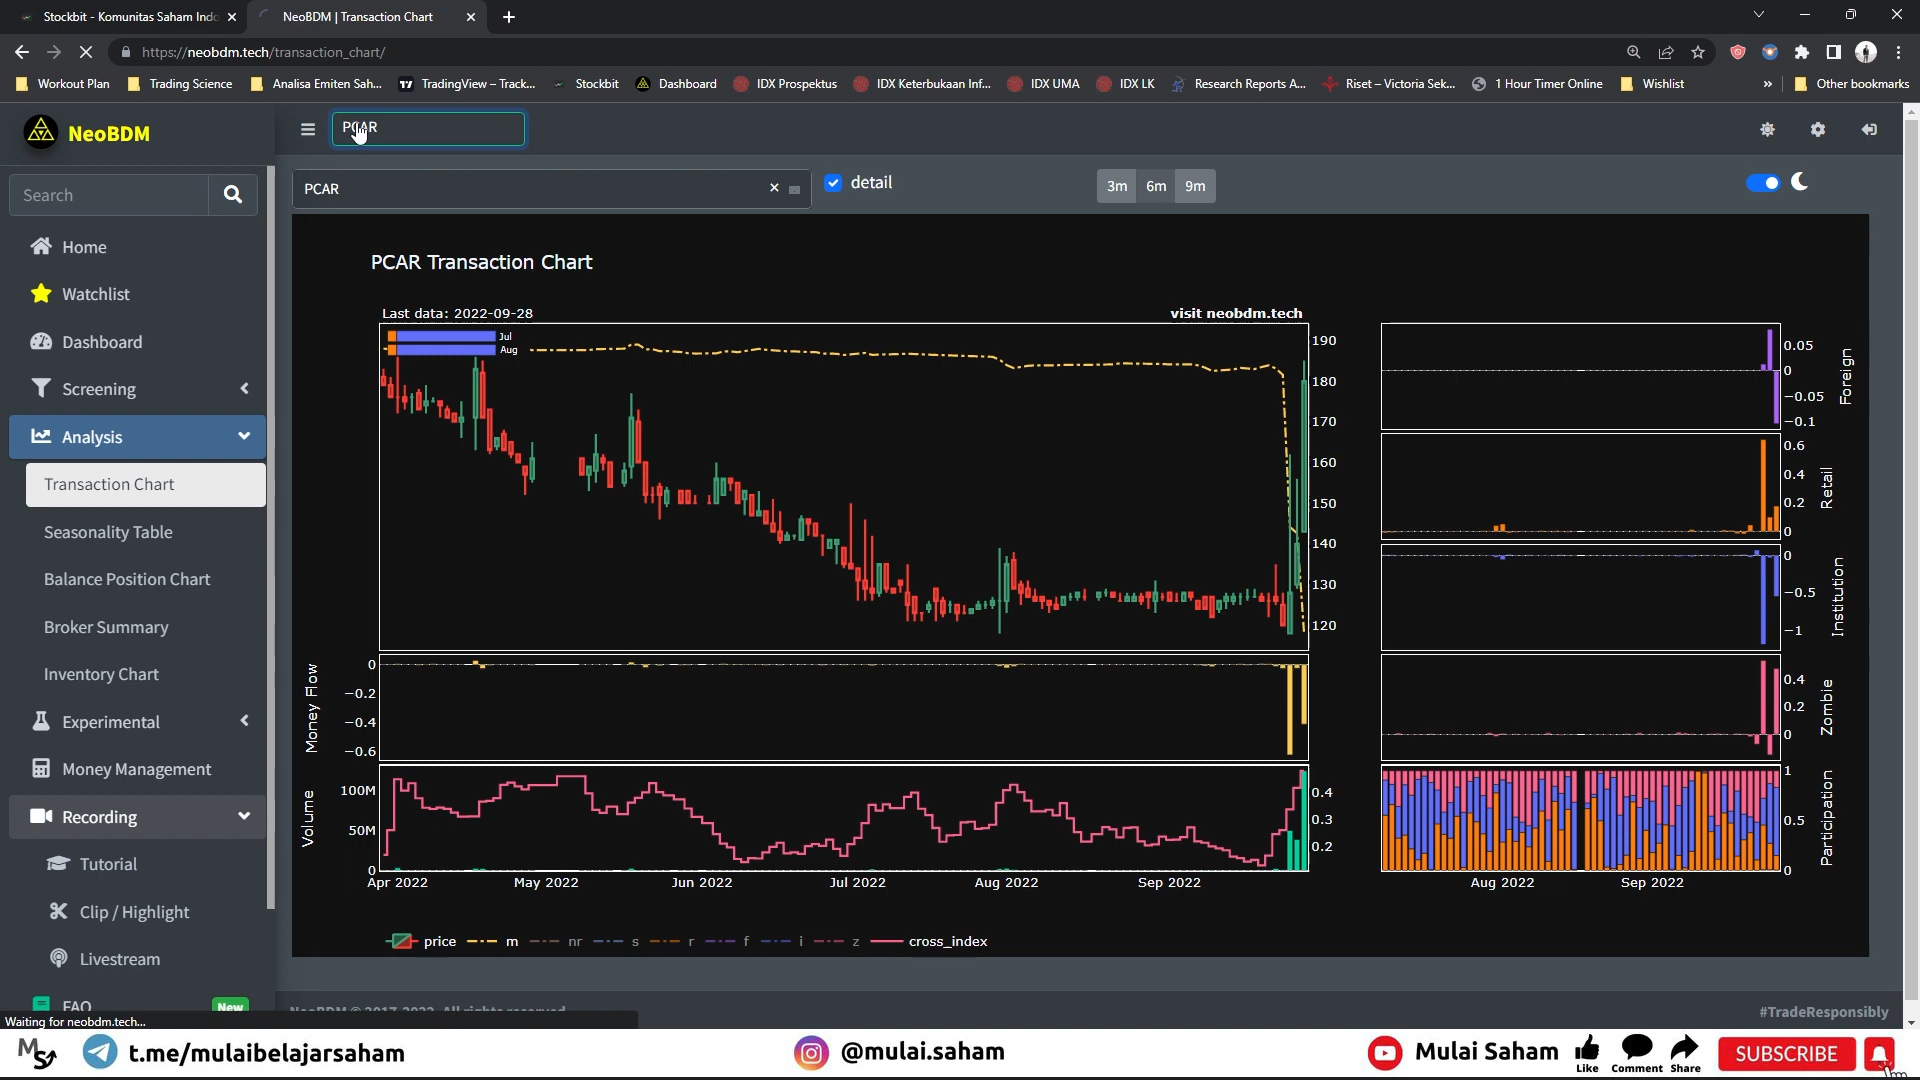 Stockbit - Komunitas Saham Indo
NeoBDM | Transaction Chart
https://neobdm.tech/transaction_chart/
Workout Plan
Trading Science
Analisa Emiten Sah...
TradingView – Track...
Stockbit
Dashboard
IDX Prospektus
IDX Keterbukaan Inf...
IDX UMA
IDX LK
Research Reports A...
Riset – Victoria Sek...
1 Hour Timer Online
Wishlist
»
Other bookmarks
NeoBDM
PCAR
Search
PCAR
detail
3m 6m 9m
Home
Watchlist
Dashboard
Screening
Analysis
Transaction Chart
Seasonality Table
Balance Position Chart
Broker Summary
Inventory Chart
Experimental
Money Management
Recording
Tutorial
Clip / Highlight
Livestream
FAQ
New
Waiting for neobdm.tech...
PCAR Transaction Chart
Last data: 2022-09-28
visit neobdm.tech
Jul
Aug
190
180
170
160
150
140
130
120
Money Flow
0
−0.2
−0.4
−0.6
Volume
100M
50M
0
0.4
0.3
0.2
Apr 2022 May 2022 Jun 2022 Jul 2022 Aug 2022 Sep 2022
0.05
0
−0.05
−0.1
Foreign
0.6
0.4
0.2
0
Retail
0
−0.5
−1
Institution
0.4
0.2
0
Zombie
1
0.5
0
Participation
Aug 2022 Sep 2022
price m nr s r f i z cross_index
NeoBDM © 2017-2022. All rights reserved.
#TradeResponsibly
MS
t.me/mulaibelajarsaham
@mulai.saham
Mulai Saham
Like
Comment
Share
SUBSCRIBE